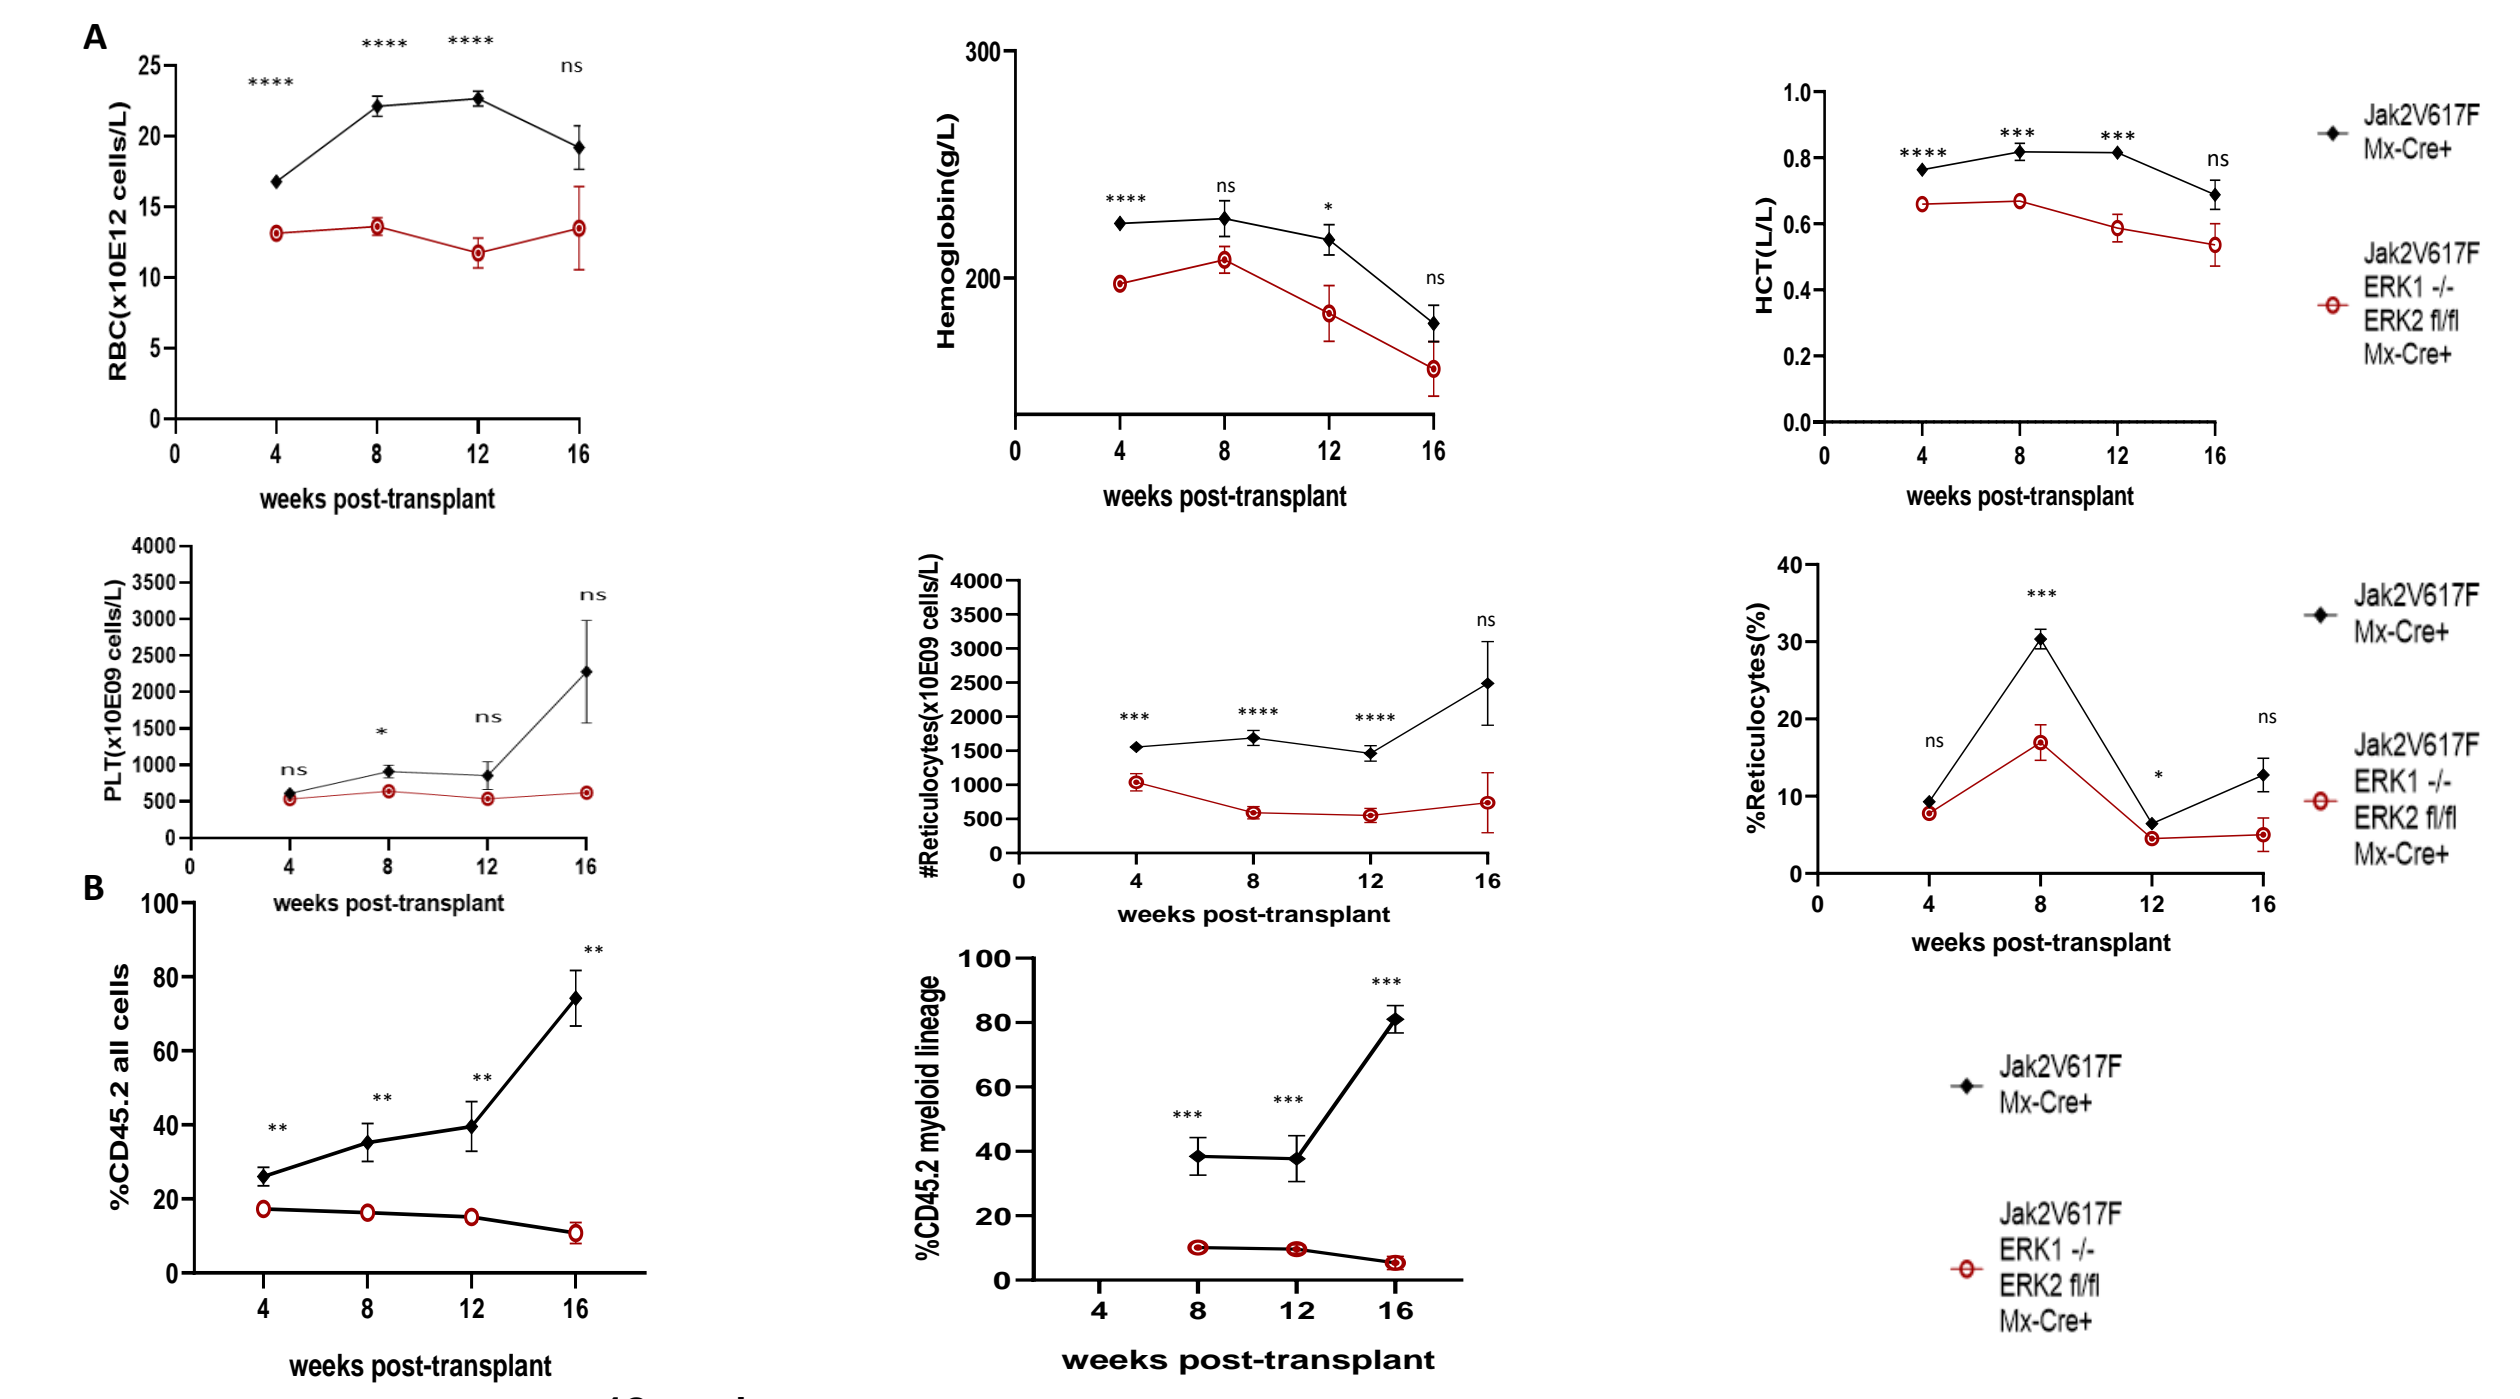 A
RBC(x10E12 cells/L)
25
20
15
10
5
0
****
****
****
ns
0 4 8 12 16
weeks post-transplant
Hemoglobin(g/L)
300
200
****
ns
*
ns
0 4 8 12 16
weeks post-transplant
HCT(L/L)
1.0
0.8
0.6
0.4
0.2
0.0
****
***
***
ns
0 4 8 12 16
weeks post-transplant
Jak2V617F
Mx-Cre+
Jak2V617F
ERK1 -/-
ERK2 fl/fl
Mx-Cre+
PLT(x10E09 cells/L)
4000
3500
3000
2500
2000
1500
1000
500
0
ns
*
ns
ns
0 4 8 12 16
weeks post-transplant
#Reticulocytes(x10E09 cells/L)
4000
3500
3000
2500
2000
1500
1000
500
0
***
****
****
ns
0 4 8 12 16
weeks post-transplant
%Reticulocytes(%)
40
30
20
10
0
ns
***
*
ns
0 4 8 12 16
weeks post-transplant
Jak2V617F
Mx-Cre+
Jak2V617F
ERK1 -/-
ERK2 fl/fl
Mx-Cre+
B
%CD45.2 all cells
100
80
60
40
20
0
**
**
**
**
4 8 12 16
weeks post-transplant
%CD45.2 myeloid lineage
100
80
60
40
20
0
***
***
***
4 8 12 16
weeks post-transplant
Jak2V617F
Mx-Cre+
Jak2V617F
ERK1 -/-
ERK2 fl/fl
Mx-Cre+